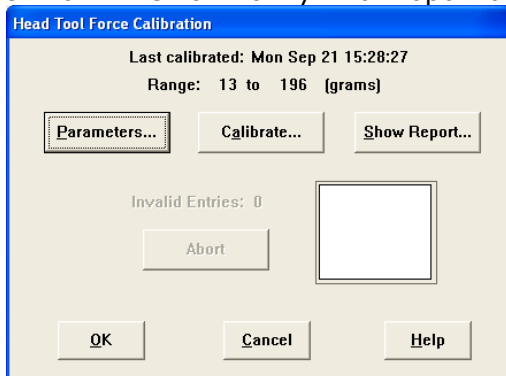 Head Tool Force Calibration
Last calibrated: Mon Sep 21 15:28:27
Range: 13 to 196 (grams)
Parameters... Calibrate... Show Report...
Invalid Entries: 0
Abort
OK Cancel Help